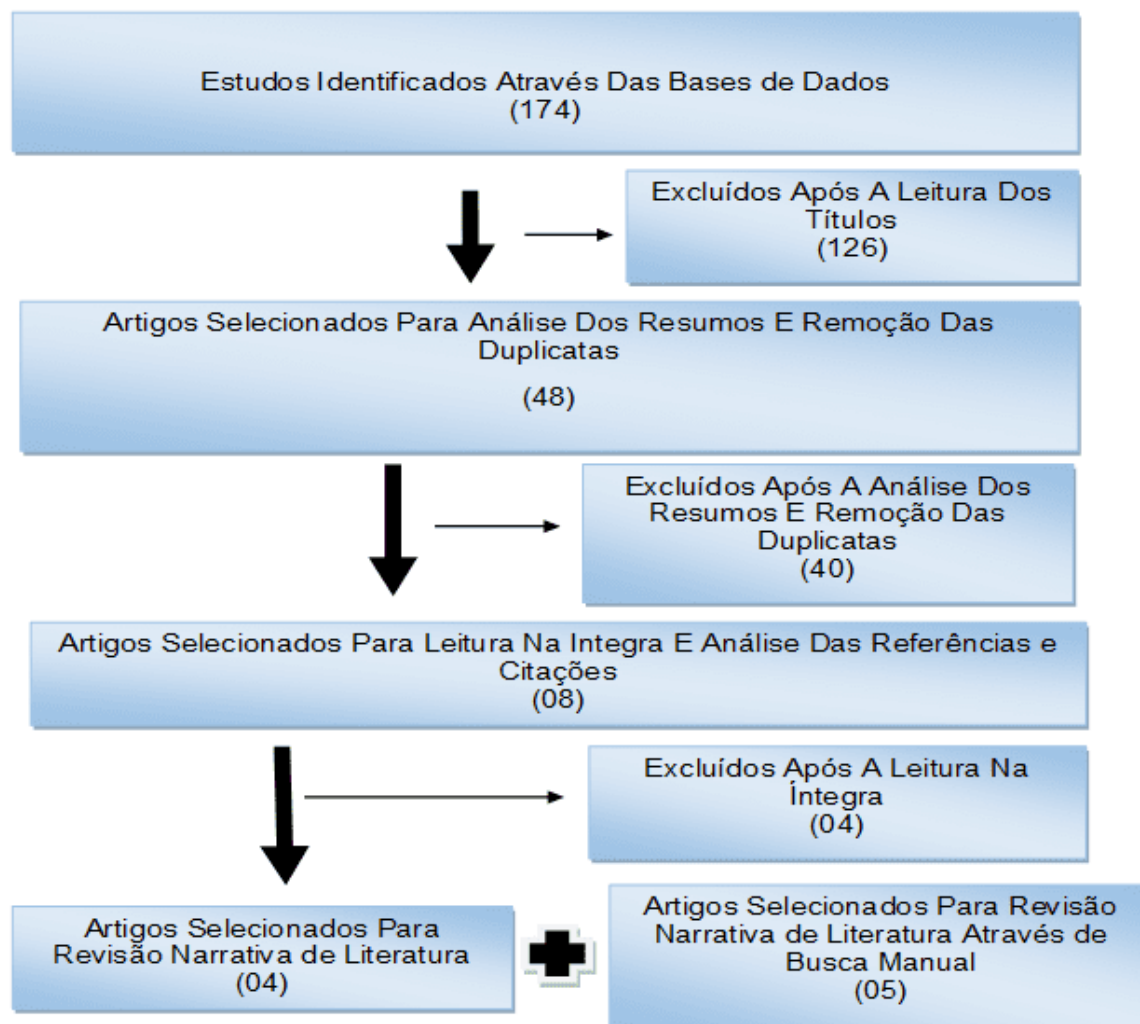 Estudos Identificados Através Das Bases de Dados
(174)
Excluídos Após A Leitura Dos
Títulos
(126)
Artigos Selecionados Para Análise Dos Resumos E Remoção Das
Duplicatas
(48)
Excluídos Após A Análise Dos
Resumos E Remoção Das
Duplicatas
(40)
Artigos Selecionados Para Leitura Na Integra E Análise Das Referências e
Citações
(08)
Excluídos Após A Leitura Na
Íntegra
(04)
Artigos Selecionados Para
Revisão Narrativa de Literatura
(04)
Artigos Selecionados Para Revisão
Narrativa de Literatura Através de
Busca Manual
(05)